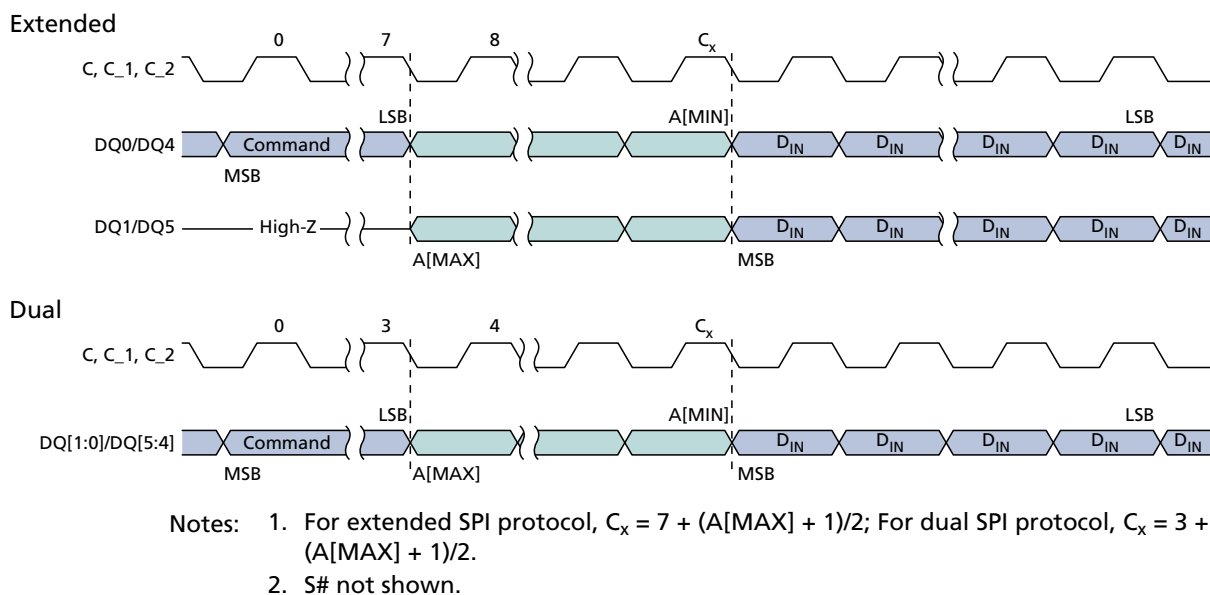 Extended
0 7 8 Cx
C, C_1, C_2
LSB A[MIN] LSB
DQ0/DQ4 Command DIN DIN DIN DIN DIN
MSB
DQ1/DQ5 High-Z DIN DIN DIN DIN DIN
A[MAX] MSB
Dual
0 3 4 Cx
C, C_1, C_2
LSB A[MIN] LSB
DQ[1:0]/DQ[5:4] Command DIN DIN DIN DIN DIN
MSB A[MAX] MSB
Notes: 1. For extended SPI protocol, Cx = 7 + (A[MAX] + 1)/2; For dual SPI protocol, Cx = 3 +
(A[MAX] + 1)/2.
2. S# not shown.